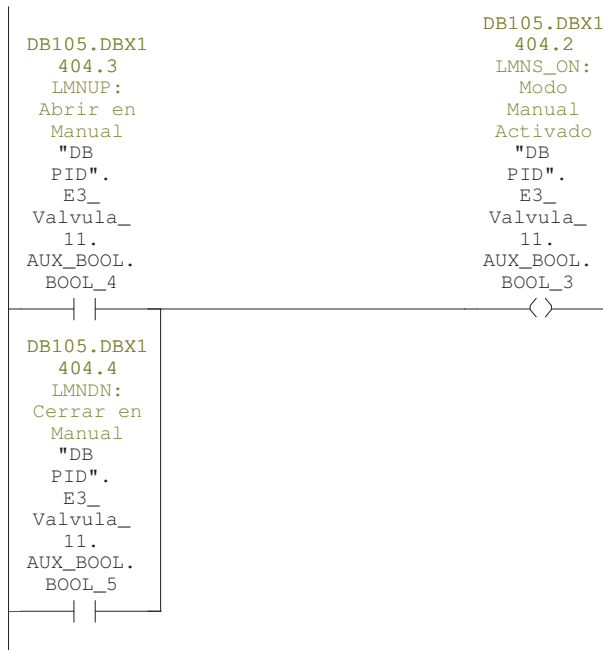 DB105.DBX1
404.3
LMNUP:
Abrir en
Manual
"DB
PID".
E3_
Valvula_
11.
AUX_BOOL.
BOOL_4
DB105.DBX1
404.2
LMNS_ON:
Modo
Manual
Activado
"DB
PID".
E3_
Valvula_
11.
AUX_BOOL.
BOOL_3
DB105.DBX1
404.4
LMNDN:
Cerrar en
Manual
"DB
PID".
E3_
Valvula_
11.
AUX_BOOL.
BOOL_5